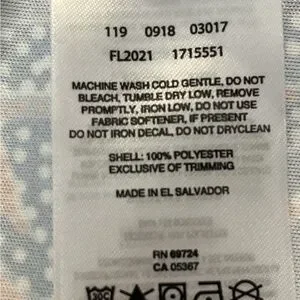 119 0918 03017
FL2021 1715551
MACHINE WASH COLD GENTLE, DO NOT
BLEACH, TUMBLE DRY LOW, REMOVE
PROMPTLY, IRON LOW, DO NOT USE
FABRIC SOFTENER, IF PRESENT
DO NOT IRON DECAL, DO NOT DRYCLEAN
SHELL: 100% POLYESTER
EXCLUSIVE OF TRIMMING
MADE IN EL SALVADOR
RN 69724
CA 05367
30C